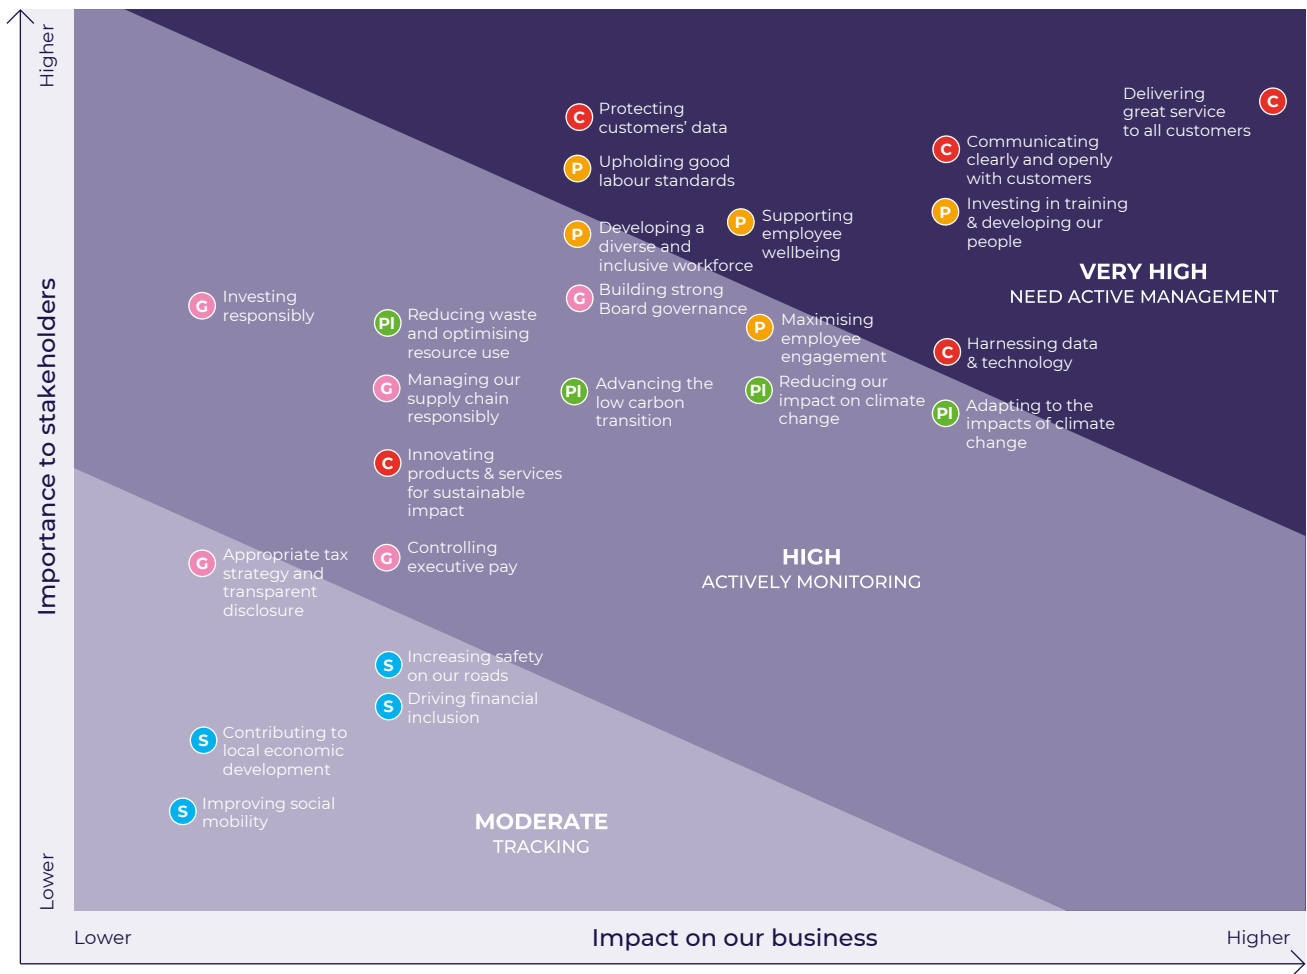 Higher
Importance to stakeholders
Lower
C
Protecting
customers' data
P
Upholding good
labour standards
P
Developing a
diverse and
inclusive workforce
G
Building strong
Board governance
P
Supporting
employee
wellbeing
Delivering
great service
to all customers
C
C
Communicating
clearly and openly
with customers
P
Investing in training
& developing our
people
VERY HIGH
NEED ACTIVE MANAGEMENT
G
Investing
responsibly
PI
Reducing waste
and optimising
resource use
G
Managing our
supply chain
responsibly
PI
Advancing the
low carbon
transition
P
Maximising
employee
engagement
PI
Reducing our
impact on climate
change
C
Harnessing data
& technology
PI
Adapting to the
impacts of climate
change
C
Innovating
products & services
for sustainable
impact
G
Controlling
executive pay
HIGH
ACTIVELY MONITORING
G
Appropriate tax
strategy and
transparent
disclosure
S
Increasing safety
on our roads
S
Driving financial
inclusion
S
Contributing to
local economic
development
S
Improving social
mobility
MODERATE
TRACKING
Lower
Impact on our business
Higher